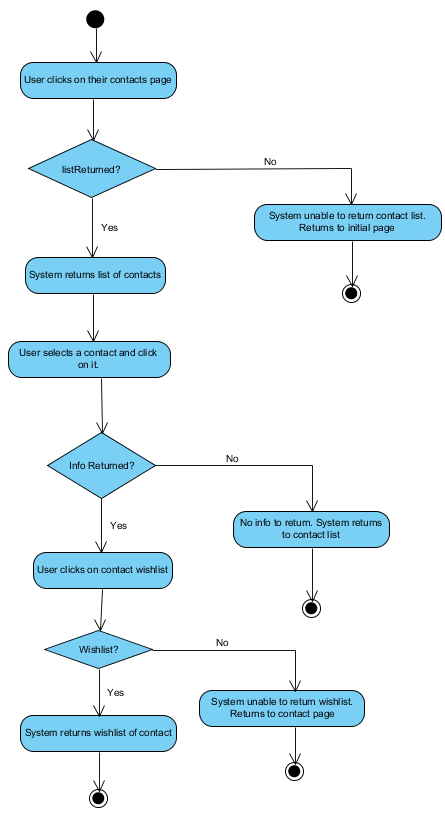 User clicks on their contacts page
listReturned?
No
System unable to return contact list.
Returns to initial page
Yes
System returns list of contacts
User selects a contact and click
on it.
Info Returned?
No
No info to return. System returns
to contact list
Yes
User clicks on contact wishlist
Wishlist?
No
System unable to return wishlist.
Returns to contact page
Yes
System returns wishlist of contact